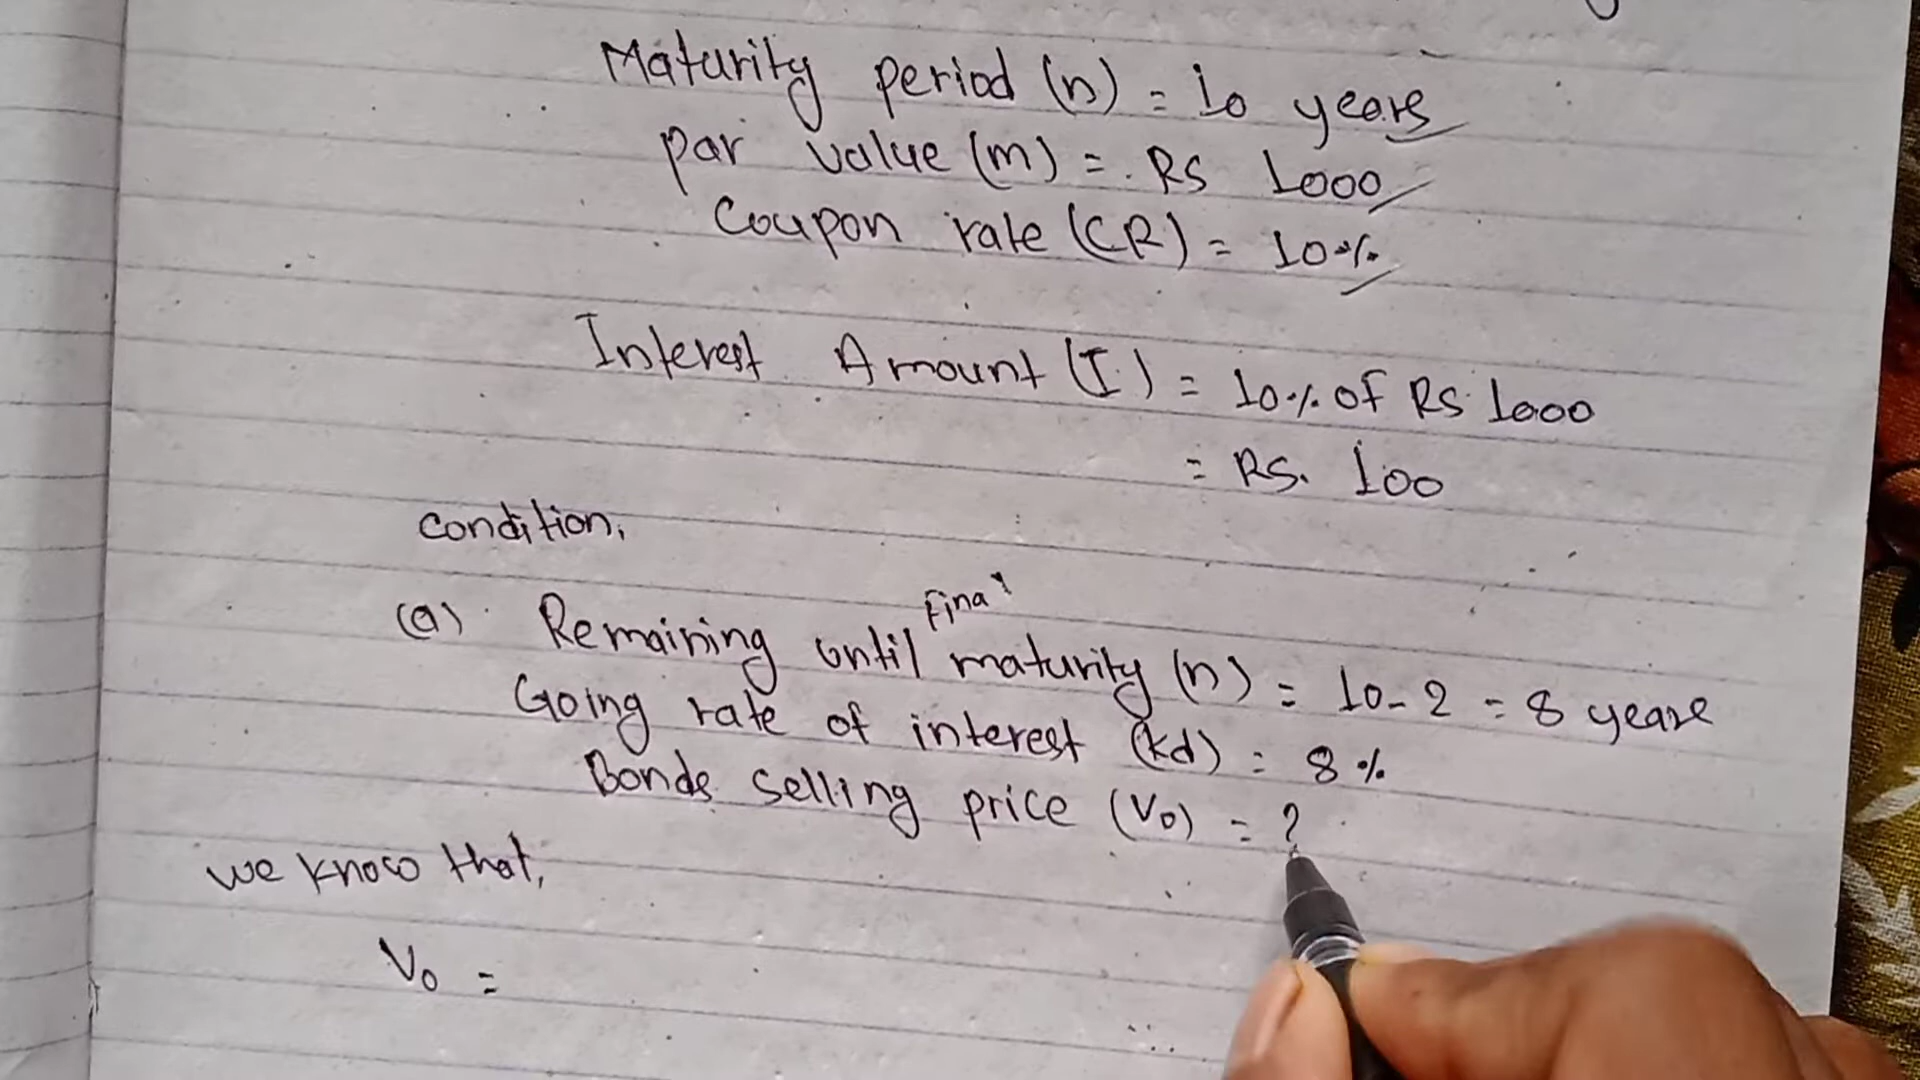 Maturity period (n) = 10 years
par value (m) = RS 1000
Coupon rate (CR) = 10%
Interest Amount (I) = 10% of RS 1000
= RS. 100
condition,
(a) Remaining until Final maturity (n) = 10-2 = 8 years
Going rate of interest (kd) = 8%
Bonds selling price (V0) = ?
we know that,
V0 =